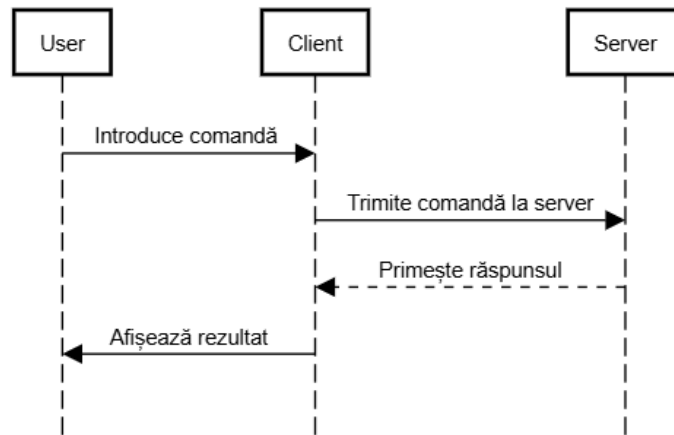 User
Client
Server
Introduce comandă
Trimite comandă la server
Primește răspunsul
Afișează rezultat